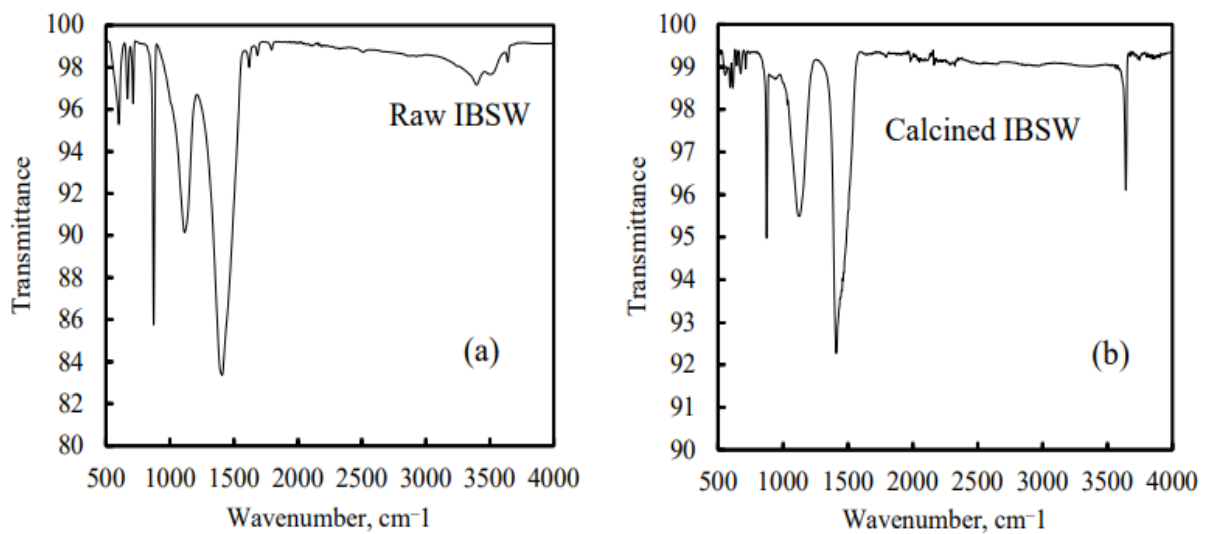 100
98
96
94
92
90
88
86
84
82
80
Transmittance
Raw IBSW
(a)
500 1000 1500 2000 2500 3000 3500 4000
Wavenumber, cm–1
100
99
98
97
96
95
94
93
92
91
90
Transmittance
Calcined IBSW
(b)
500 1000 1500 2000 2500 3000 3500 4000
Wavenumber, cm–1